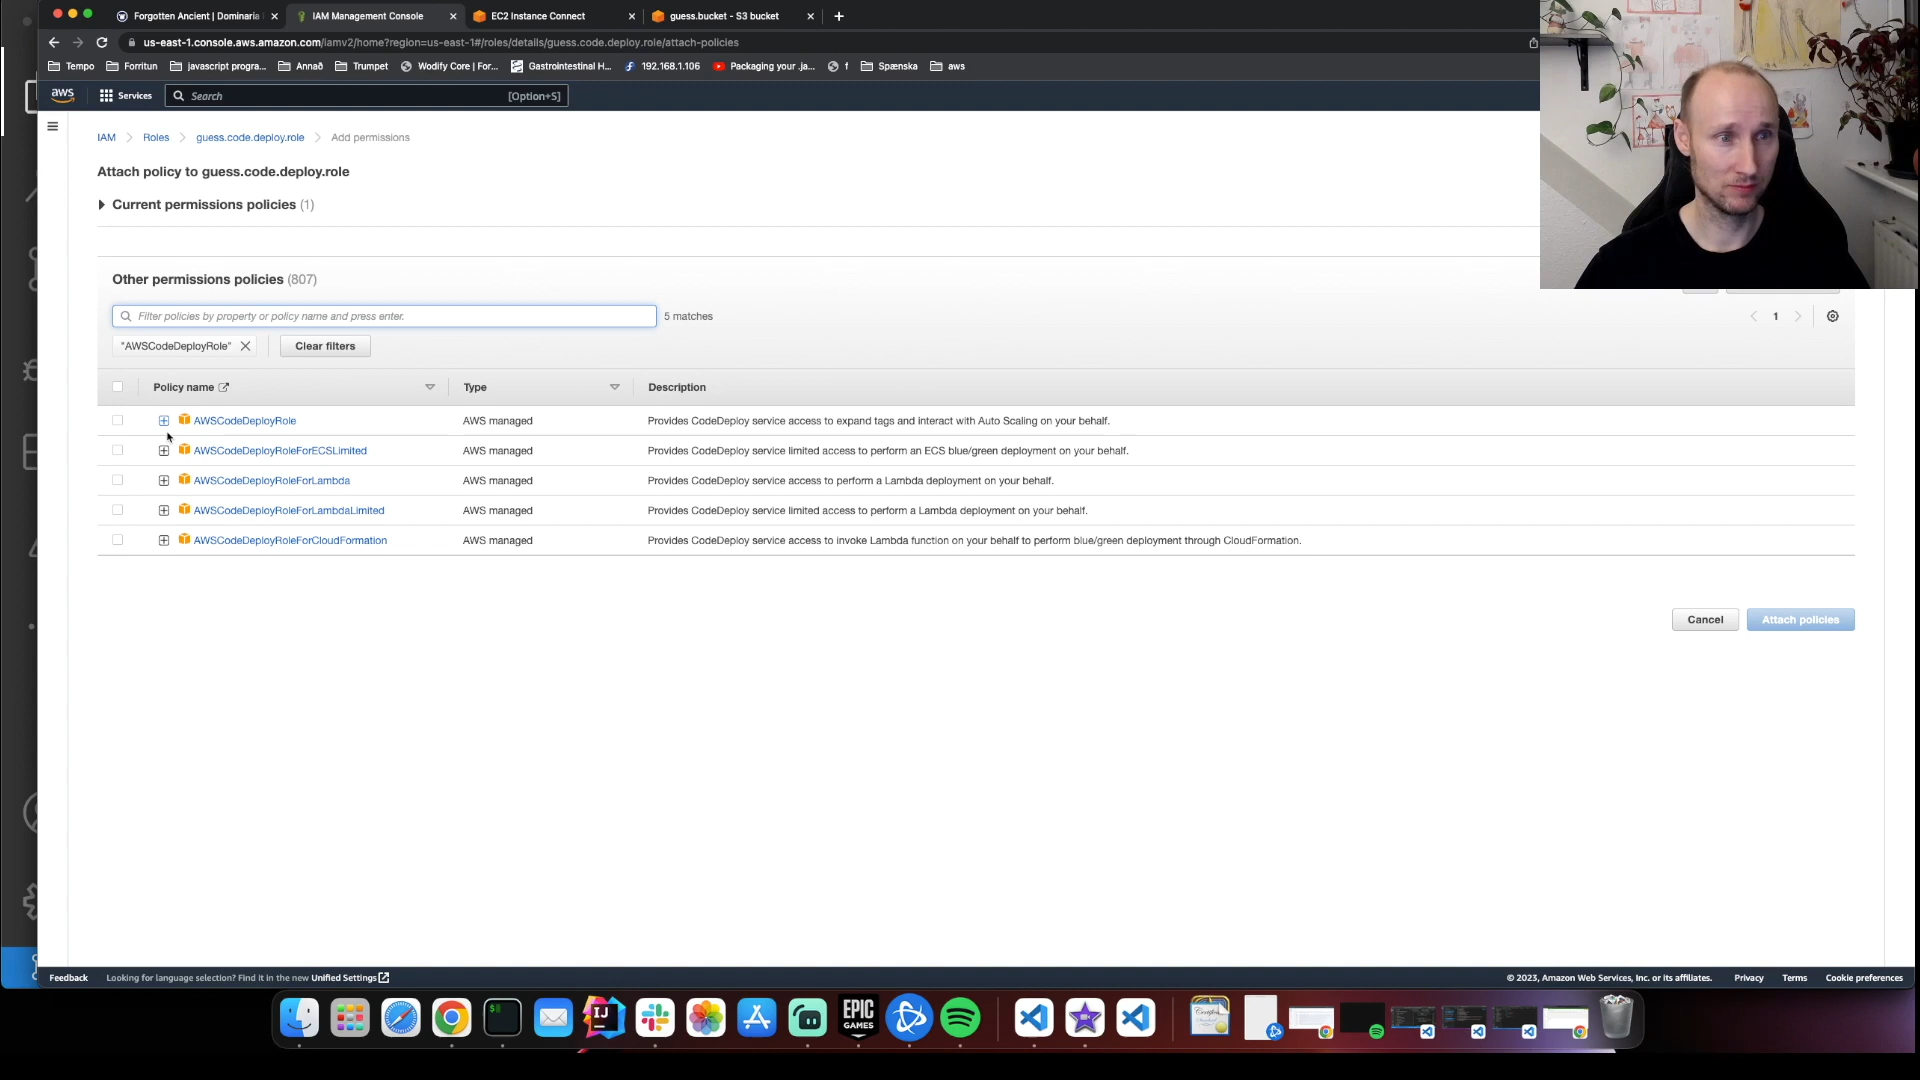 Forgotten Ancient | Dominaria
IAM Management Console
EC2 Instance Connect
guess.bucket - S3 bucket
us-east-1.console.aws.amazon.com/iamv2/home?region=us-east-1#/roles/details/guess.code.deploy.role/attach-policies
Tempo
Forritun
javascript progra...
Annað
Trumpet
Wodify Core | For...
Gastrointestinal H...
192.168.1.106
Packaging your .ja...
f
Spænska
aws
aws
Services
Search
[Option+S]
IAM
Roles
guess.code.deploy.role
Add permissions
Attach policy to guess.code.deploy.role
Current permissions policies (1)
Other permissions policies (807)
Filter policies by property or policy name and press enter.
5 matches
1
"AWSCodeDeployRole"
Clear filters
Policy name
Type
Description
AWSCodeDeployRole
AWS managed
Provides CodeDeploy service access to expand tags and interact with Auto Scaling on your behalf.
AWSCodeDeployRoleForECSLimited
AWS managed
Provides CodeDeploy service limited access to perform an ECS blue/green deployment on your behalf.
AWSCodeDeployRoleForLambda
AWS managed
Provides CodeDeploy service access to perform a Lambda deployment on your behalf.
AWSCodeDeployRoleForLambdaLimited
AWS managed
Provides CodeDeploy service limited access to perform a Lambda deployment on your behalf.
AWSCodeDeployRoleForCloudFormation
AWS managed
Provides CodeDeploy service access to invoke Lambda function on your behalf to perform blue/green deployment through CloudFormation.
Cancel
Attach policies
Feedback
Looking for language selection? Find it in the new Unified Settings
© 2023, Amazon Web Services, Inc. or its affiliates.
Privacy
Terms
Cookie preferences
$
IJ
EPIC
GAMES